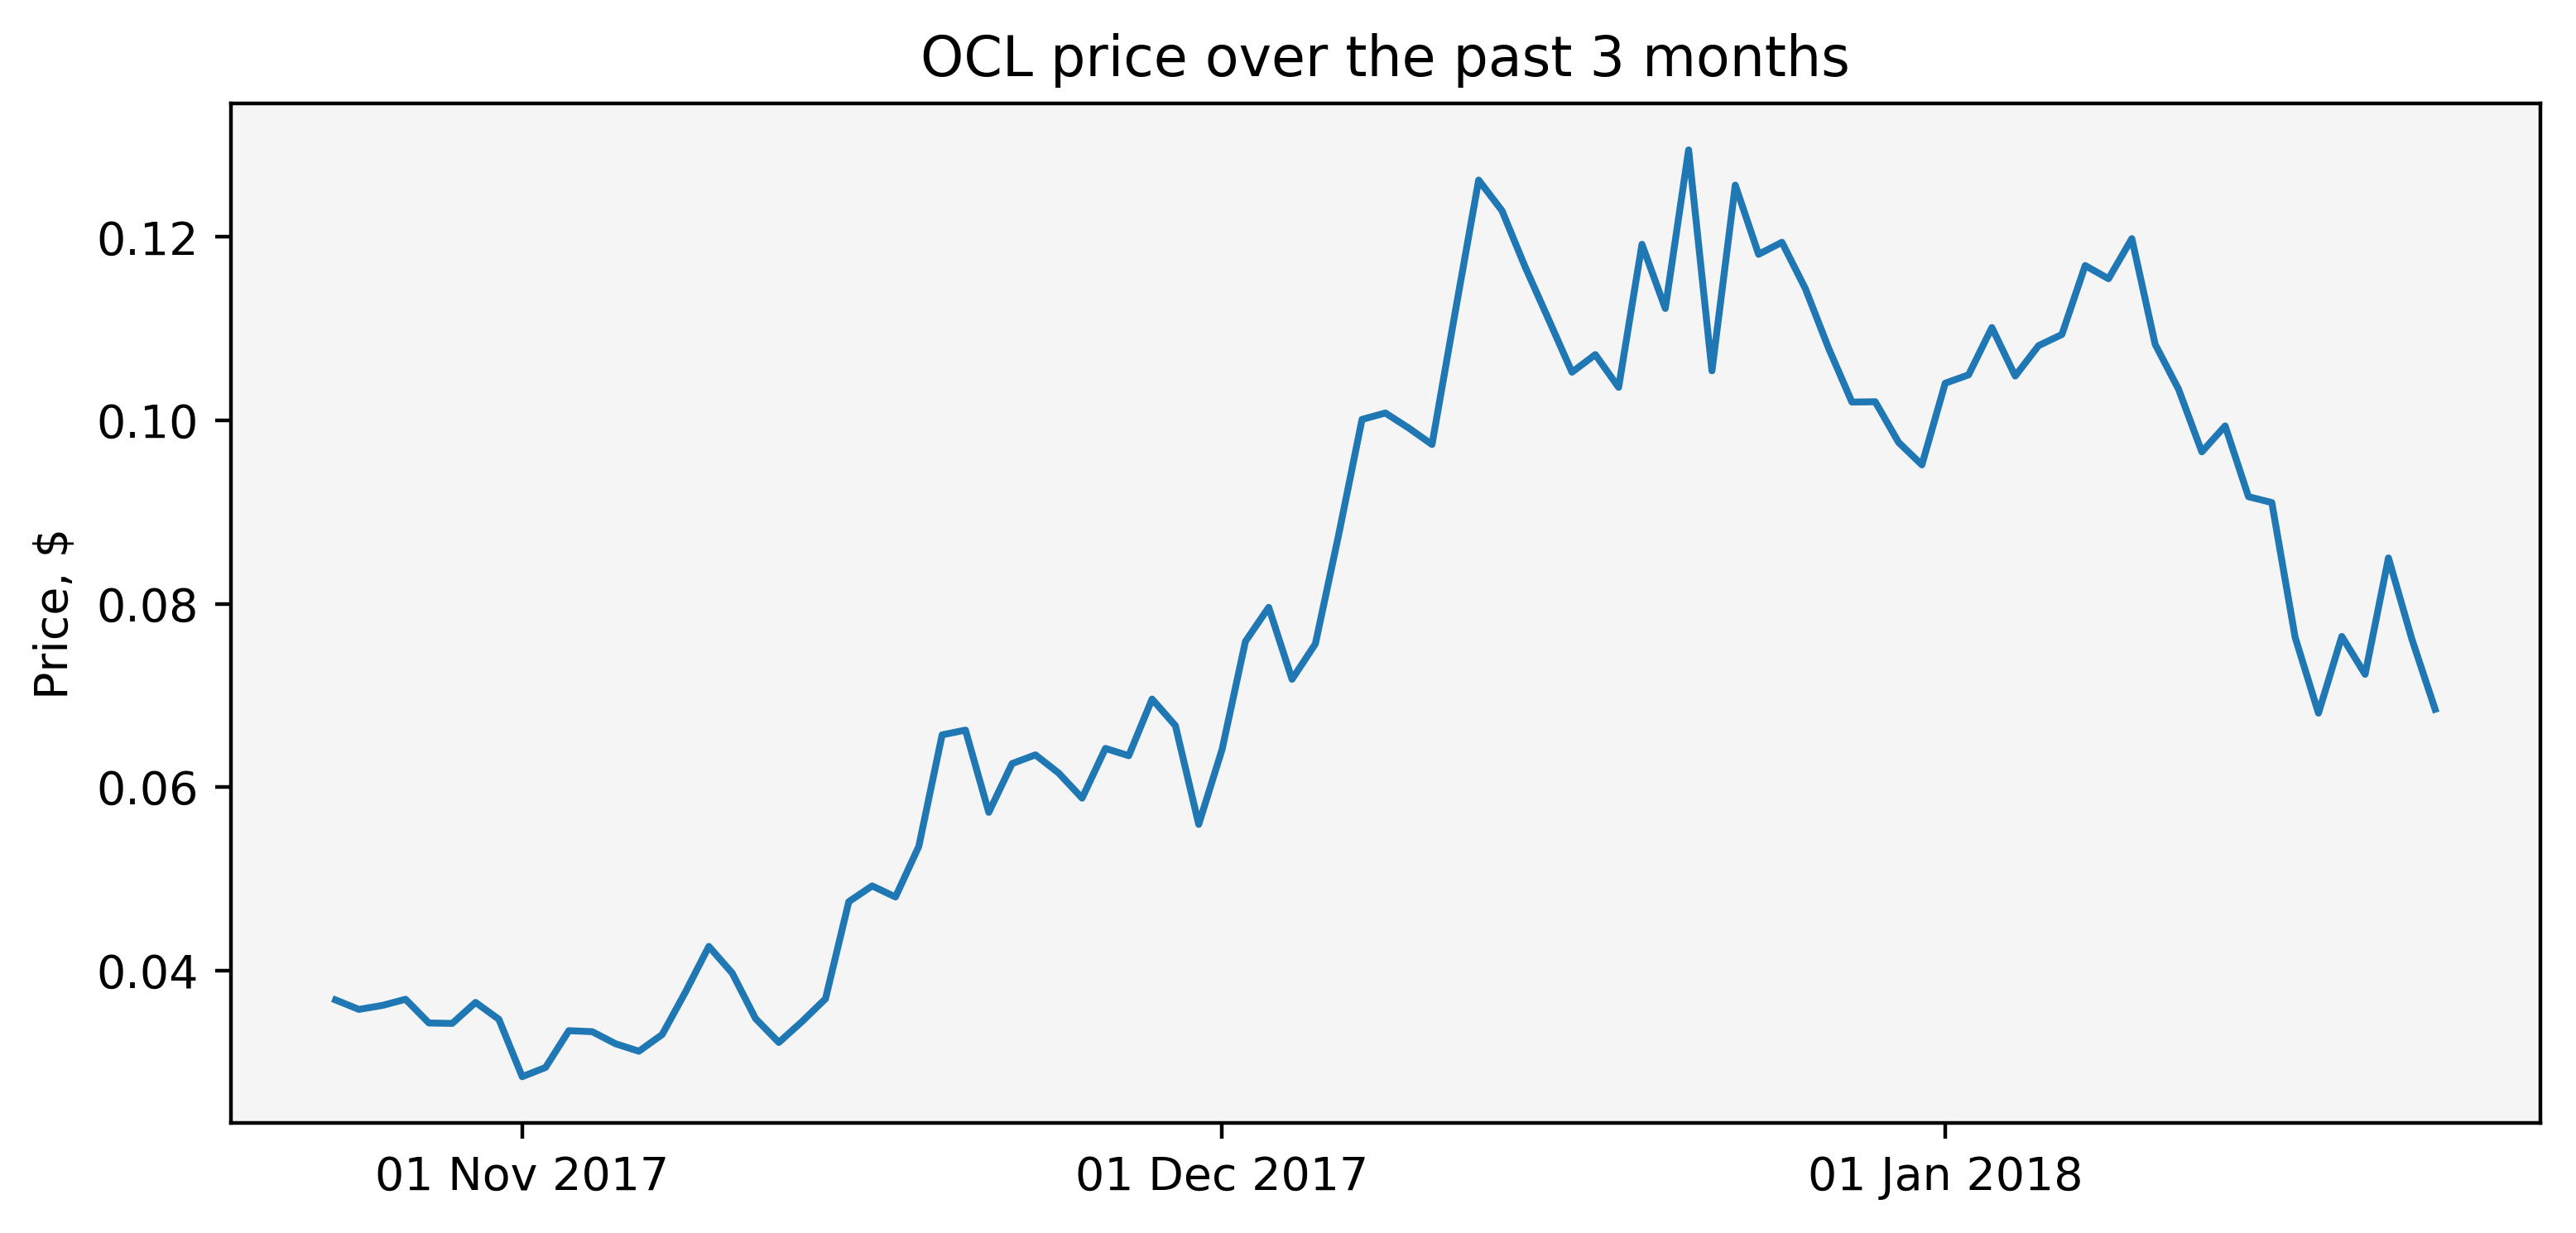 OCL price over the past 3 months
Price, $
0.12
0.10
0.08
0.06
0.04
01 Nov 2017
01 Dec 2017
01 Jan 2018